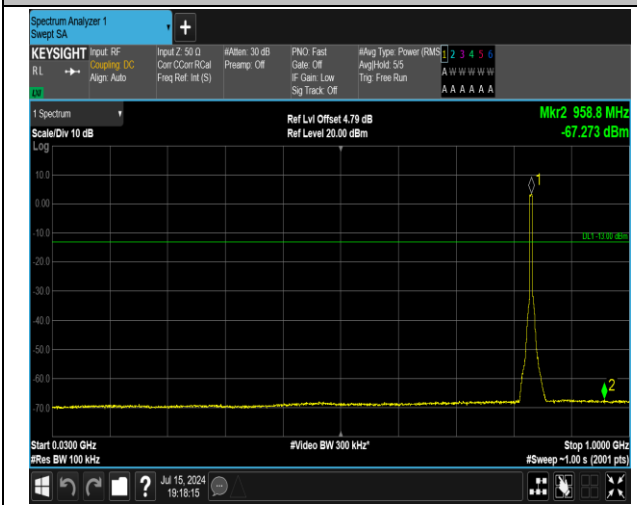 Spectrum Analyzer 1
Swept SA
+
KEYSIGHT
RL
Input: RF
Coupling: DC
Align: Auto
Input Z: 50 Ω
Corr CCorr RCal
Freq Ref: Int (S)
#Atten: 30 dB
Preamp: Off
PNO: Fast
Gate: Off
IF Gain: Low
Sig Track: Off
#Avg Type: Power (RMS
Avg|Hold: 5/5
Trig: Free Run
1 2 3 4 5 6
A W W W W W
A A A A A A
1 Spectrum
Scale/Div 10 dB
Log
Ref Lvl Offset 4.79 dB
Ref Level 20.00 dBm
Mkr2 958.8 MHz
-67.273 dBm
10.0
0.00
-10.0
-20.0
-30.0
-40.0
-50.0
-60.0
-70.0
1
DL1 -13.00 dBm
2
Start 0.0300 GHz
#Res BW 100 kHz
#Video BW 300 kHz*
Stop 1.0000 GHz
#Sweep ~1.00 s (2001 pts)
?
Jul 15, 2024
19:18:15